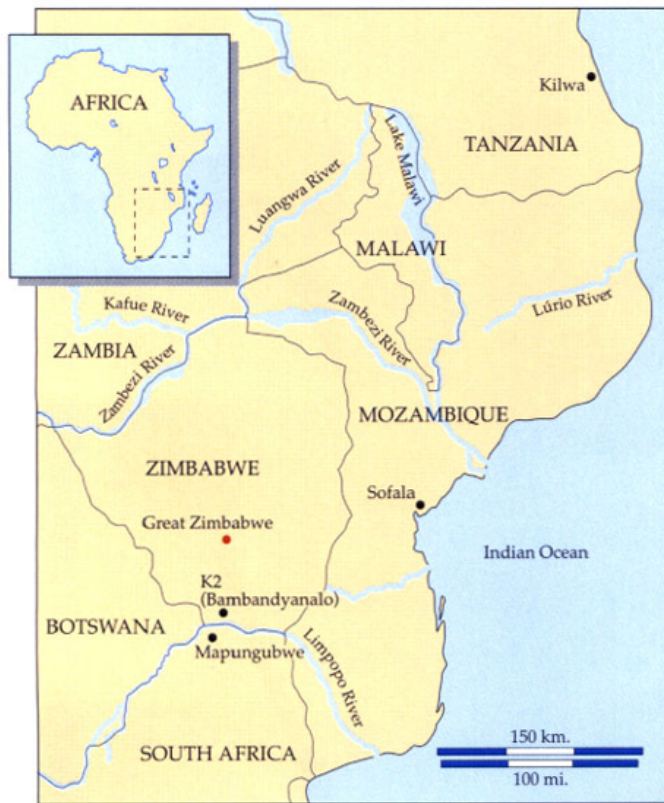 AFRICA
Kilwa
TANZANIA
Lake Malawi
Luangwa River
MALAWI
Kafue River
Zambezi River
Lúrio River
ZAMBIA
Zambezi River
MOZAMBIQUE
ZIMBABWE
Sofala
Great Zimbabwe
Indian Ocean
K2
(Bambandyanalo)
BOTSWANA
Mapungubwe
Limpopo River
150 km.
SOUTH AFRICA
100 mi.